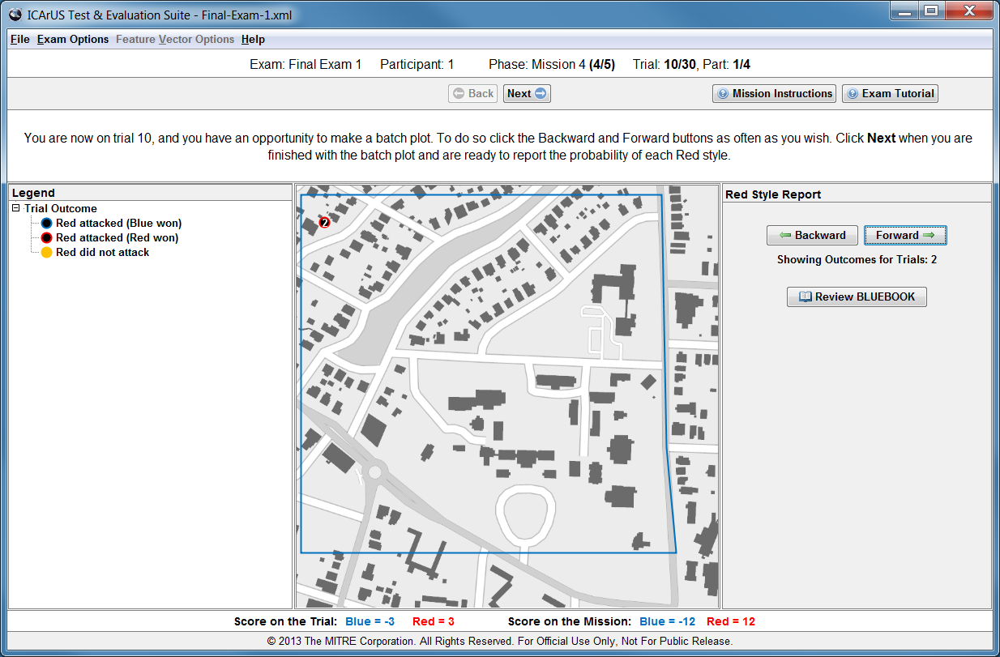 ICArUS Test & Evaluation Suite - Final-Exam-1.xml
File Exam Options Feature Vector Options Help
Exam: Final Exam 1 Participant: 1 Phase: Mission 4 (4/5) Trial: 10/30, Part: 1/4
Back Next Mission Instructions Exam Tutorial
You are now on trial 10, and you have an opportunity to make a batch plot. To do so click the Backward and Forward buttons as often as you wish. Click Next when you are
finished with the batch plot and are ready to report the probability of each Red style.
Legend
Trial Outcome
Red attacked (Blue won)
Red attacked (Red won)
Red did not attack
2
Red Style Report
Backward Forward
Showing Outcomes for Trials: 2
Review BLUEBOOK
Score on the Trial: Blue = -3 Red = 3 Score on the Mission: Blue = -12 Red = 12
© 2013 The MITRE Corporation. All Rights Reserved. For Official Use Only, Not For Public Release.